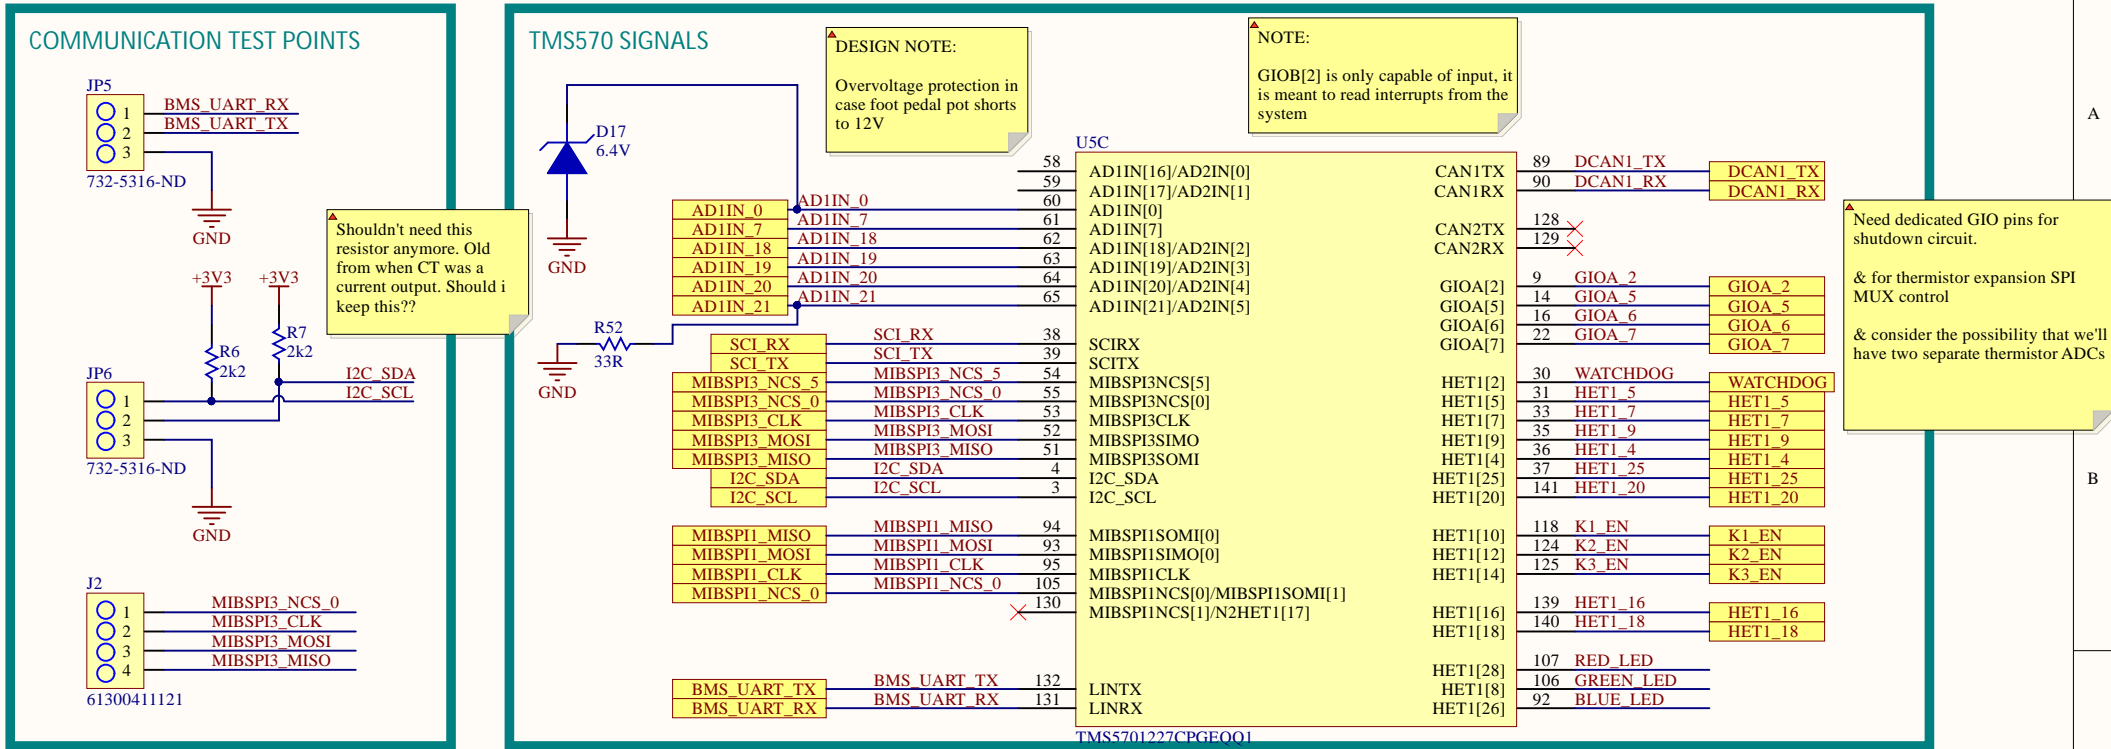 COMMUNICATION TEST POINTS
JP5
1
2
3
BMS_UART_RX
BMS_UART_TX
732-5316-ND
GND
+3V3
+3V3
R6
2k2
R7
2k2
JP6
1
2
3
I2C_SDA
I2C_SCL
732-5316-ND
GND
J2
1
2
3
4
MIBSPI3_NCS_0
MIBSPI3_CLK
MIBSPI3_MOSI
MIBSPI3_MISO
61300411121
Shouldn't need this
resistor anymore. Old
from when CT was a
current output. Should i
keep this??
TMS570 SIGNALS
DESIGN NOTE:
Overvoltage protection in
case foot pedal pot shorts
to 12V
NOTE:
GIOB[2] is only capable of input, it
is meant to read interrupts from the
system
D17
6.4V
GND
R52
33R
GND
U5C
58 AD1IN[16]/AD2IN[0]
59 AD1IN[17]/AD2IN[1]
AD1IN_0 AD1IN_0 60 AD1IN[0]
AD1IN_7 AD1IN_7 61 AD1IN[7]
AD1IN_18 AD1IN_18 62 AD1IN[18]/AD2IN[2]
AD1IN_19 AD1IN_19 63 AD1IN[19]/AD2IN[3]
AD1IN_20 AD1IN_20 64 AD1IN[20]/AD2IN[4]
AD1IN_21 AD1IN_21 65 AD1IN[21]/AD2IN[5]
SCI_RX SCI_RX 38 SCIRX
SCI_TX SCI_TX 39 SCITX
MIBSPI3_NCS_5 MIBSPI3_NCS_5 54 MIBSPI3NCS[5]
MIBSPI3_NCS_0 MIBSPI3_NCS_0 55 MIBSPI3NCS[0]
MIBSPI3_CLK MIBSPI3_CLK 53 MIBSPI3CLK
MIBSPI3_MOSI MIBSPI3_MOSI 52 MIBSPI3SIMO
MIBSPI3_MISO MIBSPI3_MISO 51 MIBSPI3SOMI
I2C_SDA I2C_SDA 4 I2C_SDA
I2C_SCL I2C_SCL 3 I2C_SCL
MIBSPI1_MISO MIBSPI1_MISO 94 MIBSPI1SOMI[0]
MIBSPI1_MOSI MIBSPI1_MOSI 93 MIBSPI1SIMO[0]
MIBSPI1_CLK MIBSPI1_CLK 95 MIBSPI1CLK
MIBSPI1_NCS_0 MIBSPI1_NCS_0 105 MIBSPI1NCS[0]/MIBSPI1SOMI[1]
130 MIBSPI1NCS[1]/N2HET1[17]
BMS_UART_TX BMS_UART_TX 132 LINTX
BMS_UART_RX BMS_UART_RX 131 LINRX
CAN1TX 89 DCAN1_TX DCAN1_TX
CAN1RX 90 DCAN1_RX DCAN1_RX
CAN2TX 128
CAN2RX 129
GIOA[2] 9 GIOA_2 GIOA_2
GIOA[5] 14 GIOA_5 GIOA_5
GIOA[6] 16 GIOA_6 GIOA_6
GIOA[7] 22 GIOA_7 GIOA_7
HET1[2] 30 WATCHDOG WATCHDOG
HET1[5] 31 HET1_5 HET1_5
HET1[7] 33 HET1_7 HET1_7
HET1[9] 35 HET1_9 HET1_9
HET1[4] 36 HET1_4 HET1_4
HET1[25] 37 HET1_25 HET1_25
HET1[20] 141 HET1_20 HET1_20
HET1[10] 118 K1_EN K1_EN
HET1[12] 124 K2_EN K2_EN
HET1[14] 125 K3_EN K3_EN
HET1[16] 139 HET1_16 HET1_16
HET1[18] 140 HET1_18 HET1_18
HET1[28] 107 RED_LED
HET1[8] 106 GREEN_LED
HET1[26] 92 BLUE_LED
TMS5701227CPGEQQ1
Need dedicated GIO pins for
shutdown circuit.
& for thermistor expansion SPI
MUX control
& consider the possibility that we'll
have two separate thermistor ADCs
A
B